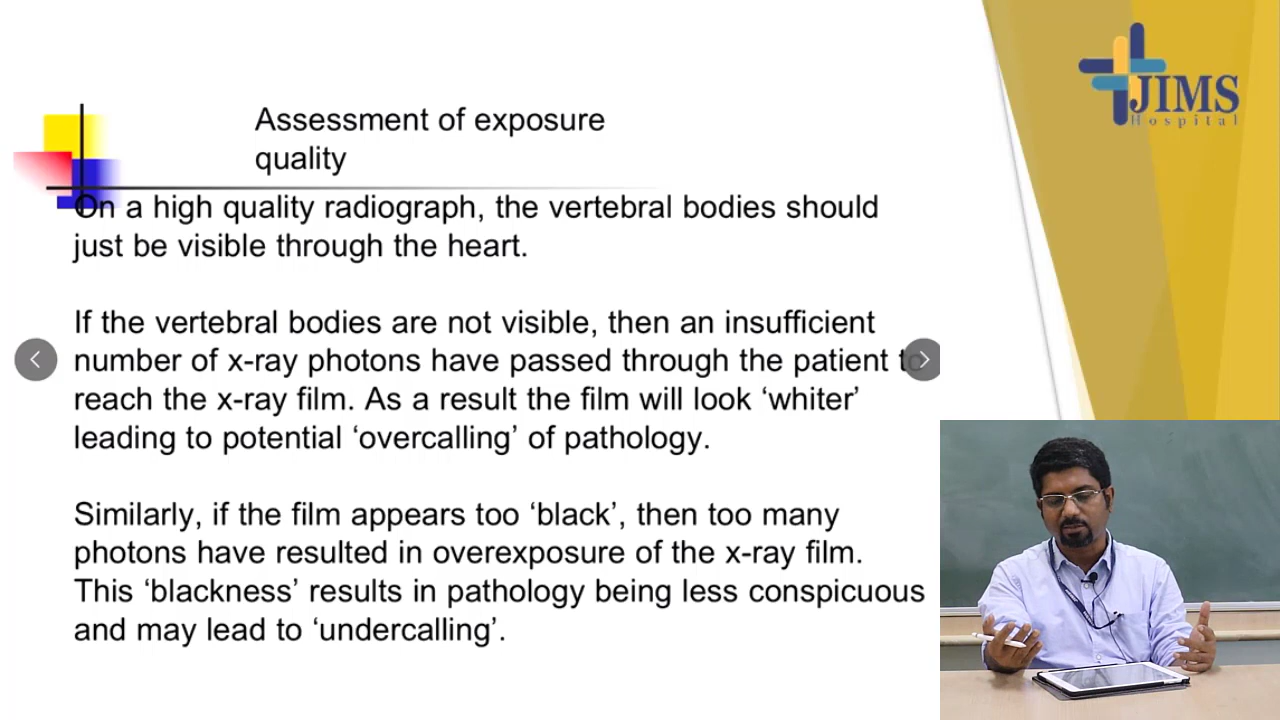 JIMS
Hospital
Assessment of exposure
quality
On a high quality radiograph, the vertebral bodies should
just be visible through the heart.
If the vertebral bodies are not visible, then an insufficient
number of x-ray photons have passed through the patient to
reach the x-ray film. As a result the film will look ‘whiter’
leading to potential ‘overcalling’ of pathology.
Similarly, if the film appears too ‘black’, then too many
photons have resulted in overexposure of the x-ray film.
This ‘blackness’ results in pathology being less conspicuous
and may lead to ‘undercalling’.